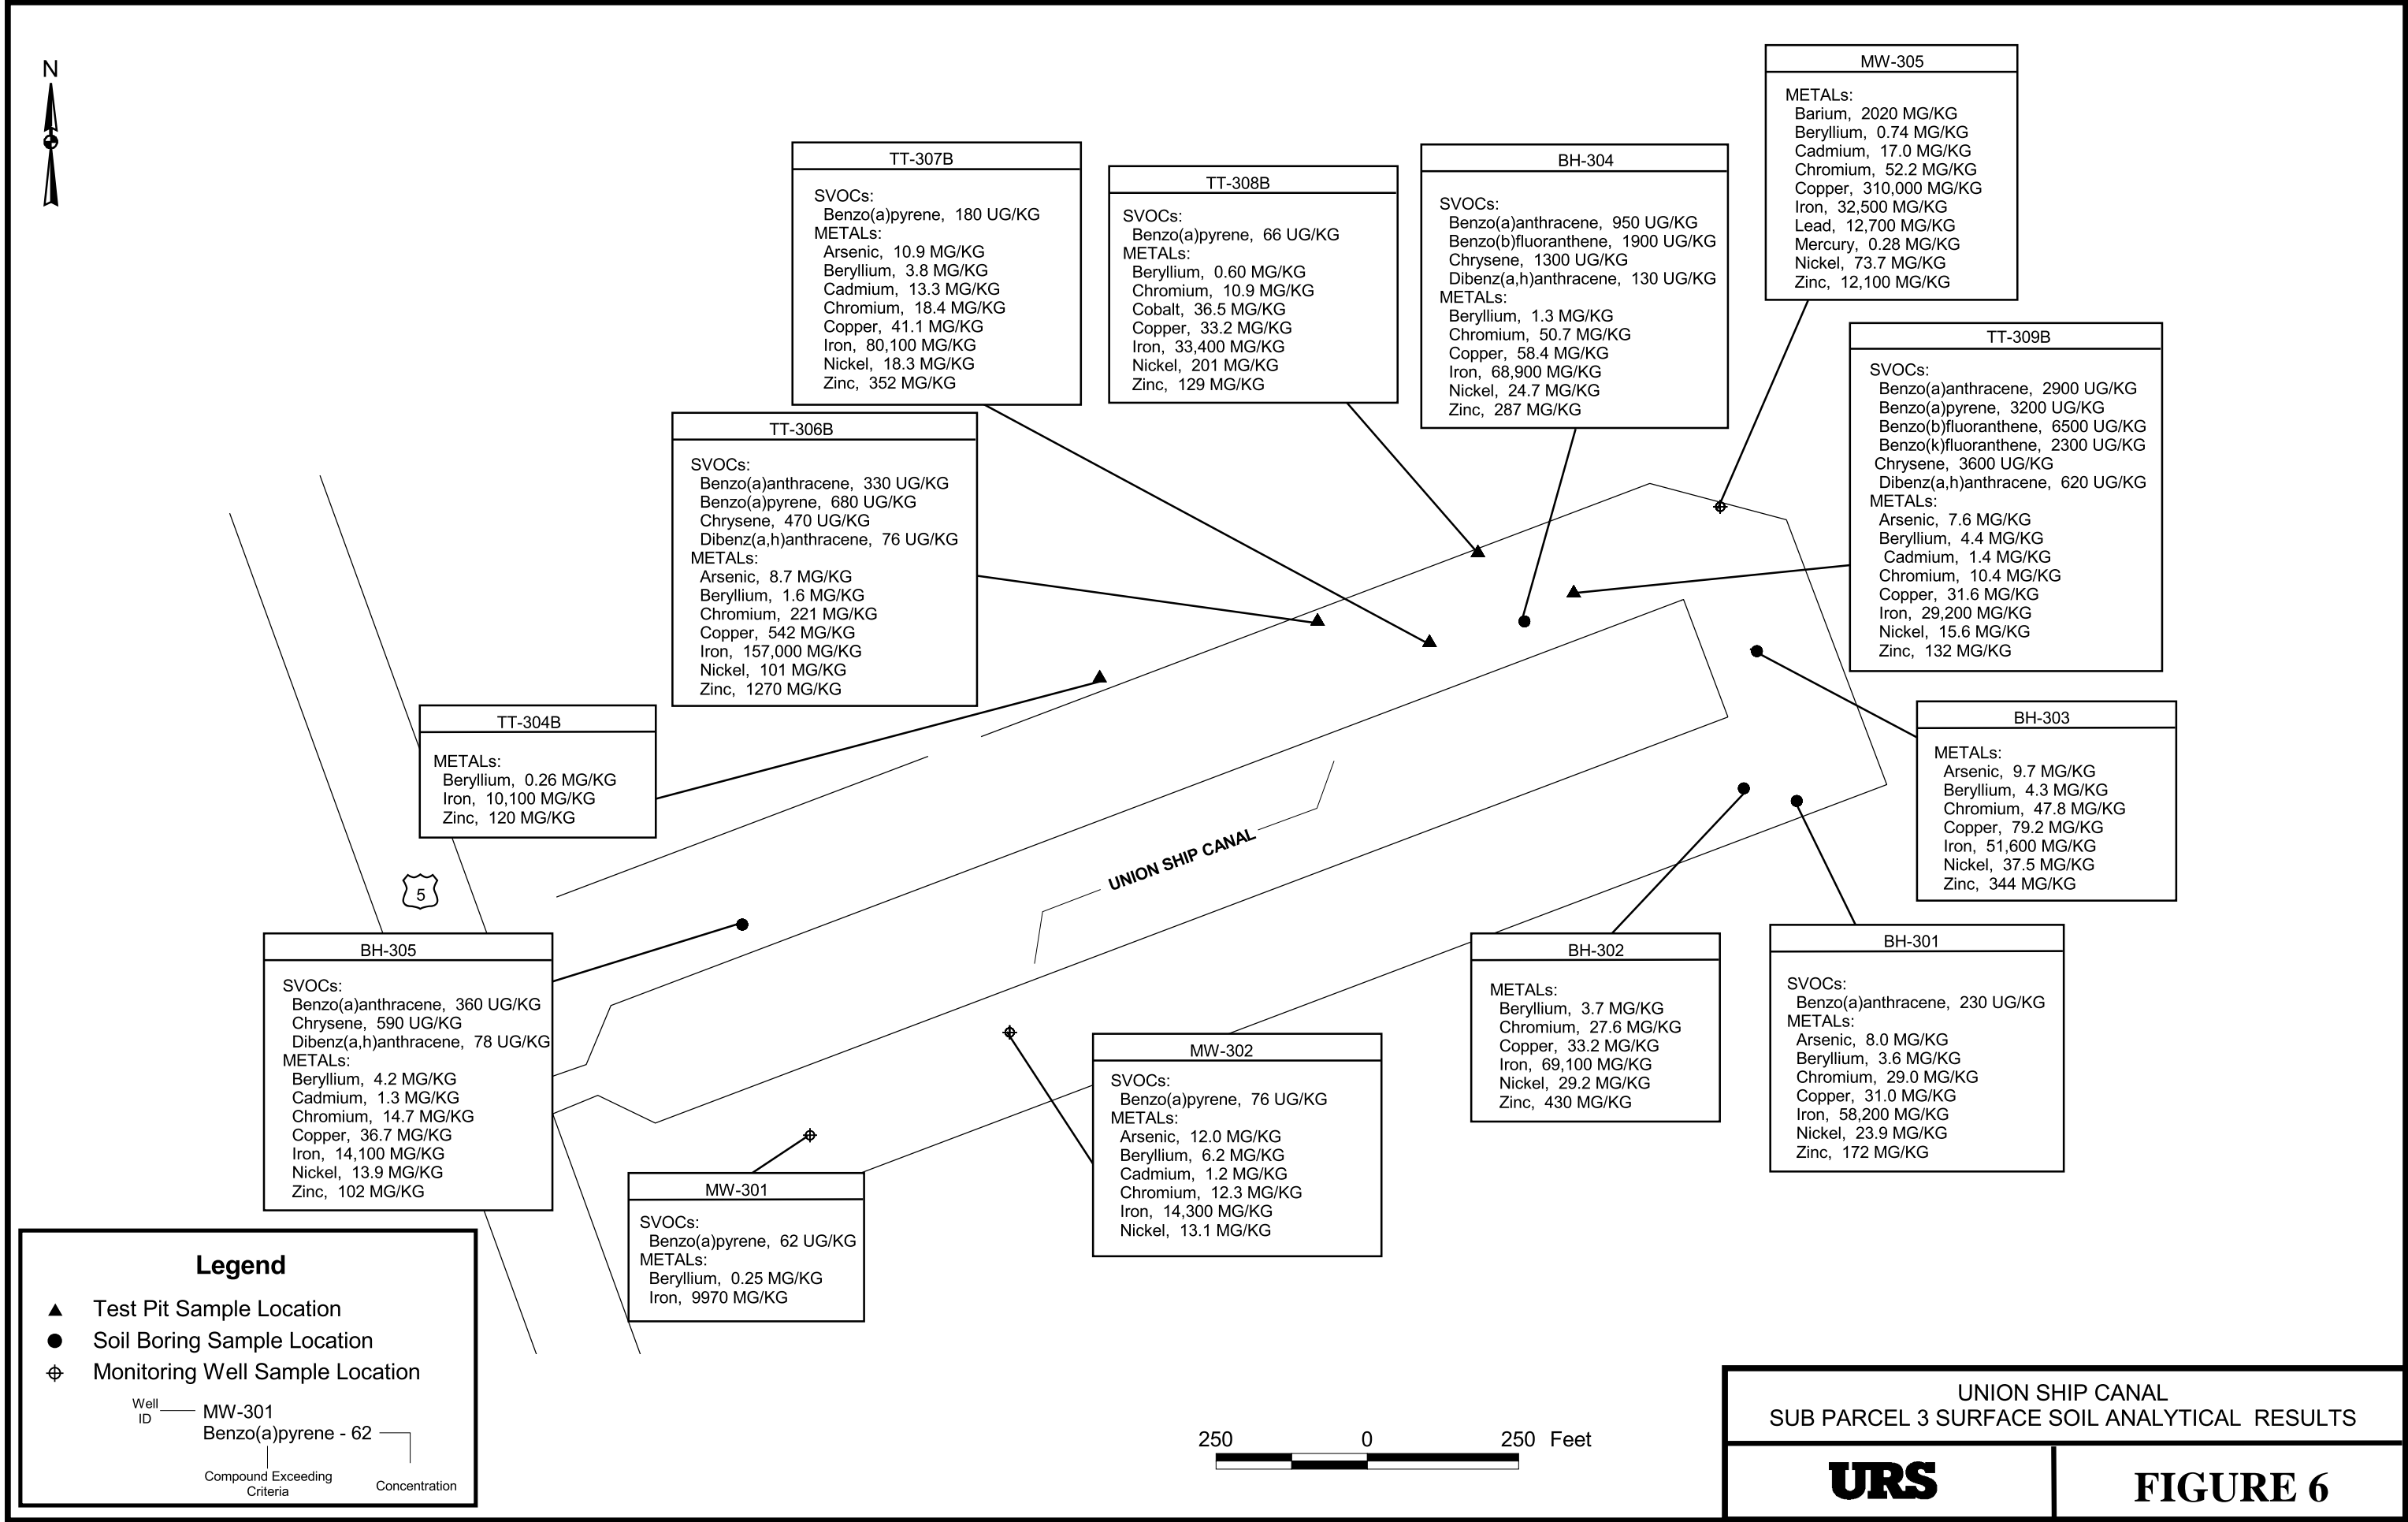 N
MW-305
METALs:
Barium, 2020 MG/KG
Beryllium, 0.74 MG/KG
Cadmium, 17.0 MG/KG
Chromium, 52.2 MG/KG
Copper, 310,000 MG/KG
Iron, 32,500 MG/KG
Lead, 12,700 MG/KG
Mercury, 0.28 MG/KG
Nickel, 73.7 MG/KG
Zinc, 12,100 MG/KG
TT-307B
SVOCs:
Benzo(a)pyrene, 180 UG/KG
METALs:
Arsenic, 10.9 MG/KG
Beryllium, 3.8 MG/KG
Cadmium, 13.3 MG/KG
Chromium, 18.4 MG/KG
Copper, 41.1 MG/KG
Iron, 80,100 MG/KG
Nickel, 18.3 MG/KG
Zinc, 352 MG/KG
TT-308B
SVOCs:
Benzo(a)pyrene, 66 UG/KG
METALs:
Beryllium, 0.60 MG/KG
Chromium, 10.9 MG/KG
Cobalt, 36.5 MG/KG
Copper, 33.2 MG/KG
Iron, 33,400 MG/KG
Nickel, 201 MG/KG
Zinc, 129 MG/KG
BH-304
SVOCs:
Benzo(a)anthracene, 950 UG/KG
Benzo(b)fluoranthene, 1900 UG/KG
Chrysene, 1300 UG/KG
Dibenz(a,h)anthracene, 130 UG/KG
METALs:
Beryllium, 1.3 MG/KG
Chromium, 50.7 MG/KG
Copper, 58.4 MG/KG
Iron, 68,900 MG/KG
Nickel, 24.7 MG/KG
Zinc, 287 MG/KG
TT-309B
SVOCs:
Benzo(a)anthracene, 2900 UG/KG
Benzo(a)pyrene, 3200 UG/KG
Benzo(b)fluoranthene, 6500 UG/KG
Benzo(k)fluoranthene, 2300 UG/KG
Chrysene, 3600 UG/KG
Dibenz(a,h)anthracene, 620 UG/KG
METALs:
Arsenic, 7.6 MG/KG
Beryllium, 4.4 MG/KG
Cadmium, 1.4 MG/KG
Chromium, 10.4 MG/KG
Copper, 31.6 MG/KG
Iron, 29,200 MG/KG
Nickel, 15.6 MG/KG
Zinc, 132 MG/KG
TT-306B
SVOCs:
Benzo(a)anthracene, 330 UG/KG
Benzo(a)pyrene, 680 UG/KG
Chrysene, 470 UG/KG
Dibenz(a,h)anthracene, 76 UG/KG
METALs:
Arsenic, 8.7 MG/KG
Beryllium, 1.6 MG/KG
Chromium, 221 MG/KG
Copper, 542 MG/KG
Iron, 157,000 MG/KG
Nickel, 101 MG/KG
Zinc, 1270 MG/KG
TT-304B
METALs:
Beryllium, 0.26 MG/KG
Iron, 10,100 MG/KG
Zinc, 120 MG/KG
BH-303
METALs:
Arsenic, 9.7 MG/KG
Beryllium, 4.3 MG/KG
Chromium, 47.8 MG/KG
Copper, 79.2 MG/KG
Iron, 51,600 MG/KG
Nickel, 37.5 MG/KG
Zinc, 344 MG/KG
UNION SHIP CANAL
5
BH-305
SVOCs:
Benzo(a)anthracene, 360 UG/KG
Chrysene, 590 UG/KG
Dibenz(a,h)anthracene, 78 UG/KG
METALs:
Beryllium, 4.2 MG/KG
Cadmium, 1.3 MG/KG
Chromium, 14.7 MG/KG
Copper, 36.7 MG/KG
Iron, 14,100 MG/KG
Nickel, 13.9 MG/KG
Zinc, 102 MG/KG
BH-302
METALs:
Beryllium, 3.7 MG/KG
Chromium, 27.6 MG/KG
Copper, 33.2 MG/KG
Iron, 69,100 MG/KG
Nickel, 29.2 MG/KG
Zinc, 430 MG/KG
BH-301
SVOCs:
Benzo(a)anthracene, 230 UG/KG
METALs:
Arsenic, 8.0 MG/KG
Beryllium, 3.6 MG/KG
Chromium, 29.0 MG/KG
Copper, 31.0 MG/KG
Iron, 58,200 MG/KG
Nickel, 23.9 MG/KG
Zinc, 172 MG/KG
MW-302
SVOCs:
Benzo(a)pyrene, 76 UG/KG
METALs:
Arsenic, 12.0 MG/KG
Beryllium, 6.2 MG/KG
Cadmium, 1.2 MG/KG
Chromium, 12.3 MG/KG
Iron, 14,300 MG/KG
Nickel, 13.1 MG/KG
MW-301
SVOCs:
Benzo(a)pyrene, 62 UG/KG
METALs:
Beryllium, 0.25 MG/KG
Iron, 9970 MG/KG
Legend
Test Pit Sample Location
Soil Boring Sample Location
Monitoring Well Sample Location
Well
ID
MW-301
Benzo(a)pyrene - 62
Compound Exceeding
Criteria
Concentration
250 0 250 Feet
UNION SHIP CANAL
SUB PARCEL 3 SURFACE SOIL ANALYTICAL RESULTS
URS
FIGURE 6